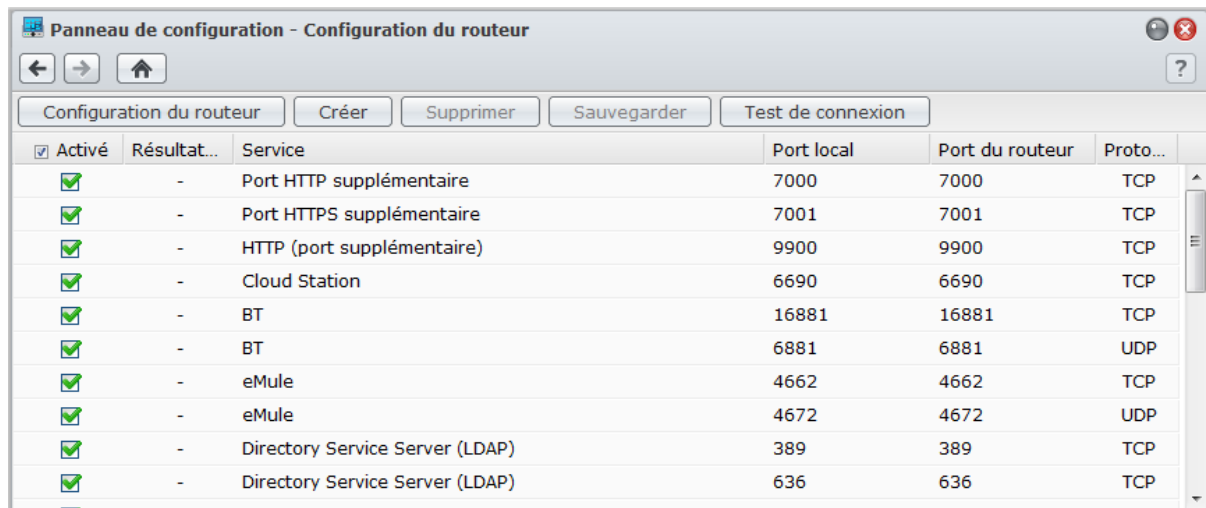 Panneau de configuration - Configuration du routeur
?
Configuration du routeur Créer Supprimer Sauvegarder Test de connexion
Activé Résultat... Service Port local Port du routeur Proto...
- Port HTTP supplémentaire 7000 7000 TCP
- Port HTTPS supplémentaire 7001 7001 TCP
- HTTP (port supplémentaire) 9900 9900 TCP
- Cloud Station 6690 6690 TCP
- BT 16881 16881 TCP
- BT 6881 6881 UDP
- eMule 4662 4662 TCP
- eMule 4672 4672 UDP
- Directory Service Server (LDAP) 389 389 TCP
- Directory Service Server (LDAP) 636 636 TCP